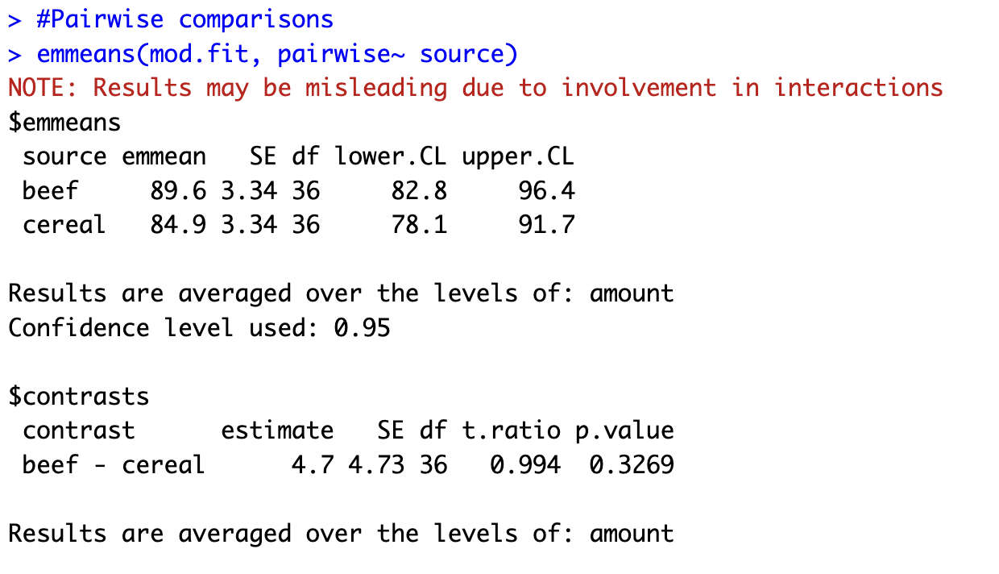 > #Pairwise comparisons
> emmeans(mod.fit, pairwise~ source)
NOTE: Results may be misleading due to involvement in interactions
$emmeans
 source emmean   SE df lower.CL upper.CL
 beef     89.6 3.34 36     82.8     96.4
 cereal   84.9 3.34 36     78.1     91.7

Results are averaged over the levels of: amount
Confidence level used: 0.95

$contrasts
 contrast      estimate   SE df t.ratio p.value
 beef - cereal      4.7 4.73 36   0.994  0.3269

Results are averaged over the levels of: amount